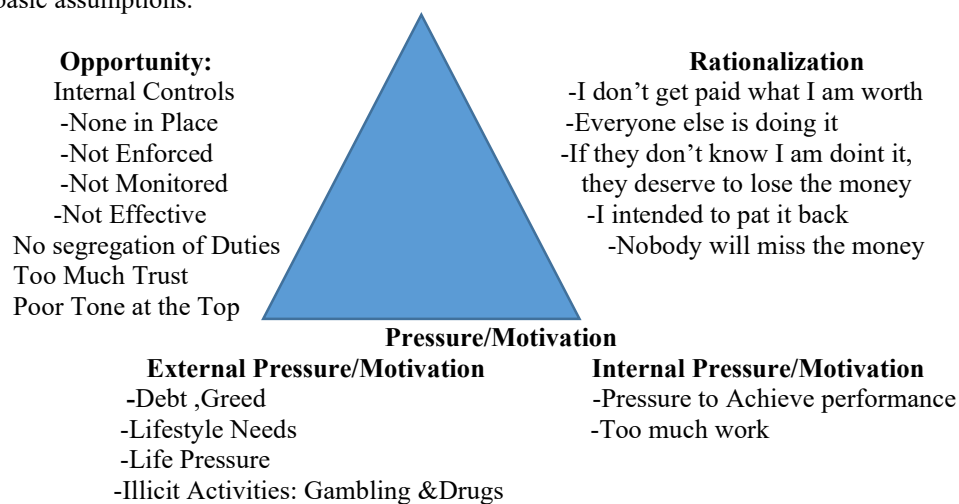 basic assumptions.
Opportunity:
Internal Controls
-None in Place
-Not Enforced
-Not Monitored
-Not Effective
No segregation of Duties
Too Much Trust
Poor Tone at the Top
Rationalization
-I don’t get paid what I am worth
-Everyone else is doing it
-If they don’t know I am doint it,
they deserve to lose the money
-I intended to pat it back
-Nobody will miss the money
Pressure/Motivation
External Pressure/Motivation
-Debt ,Greed
-Lifestyle Needs
-Life Pressure
-Illicit Activities: Gambling &Drugs
Internal Pressure/Motivation
-Pressure to Achieve performance
-Too much work